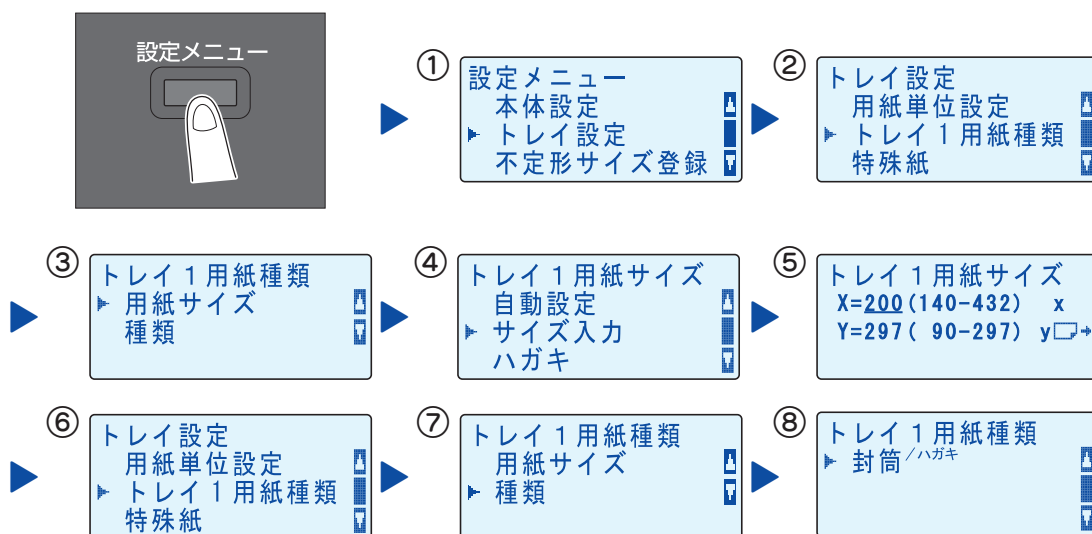 設定メニュー
①
設定メニュー
本体設定
トレイ設定
不定形サイズ登録
②
トレイ設定
用紙単位設定
トレイ1用紙種類
特殊紙
③
トレイ1用紙種類
用紙サイズ
種類
④
トレイ1用紙サイズ
自動設定
サイズ入力
ハガキ
⑤
トレイ1用紙サイズ
X=200(140-432) x
Y=297( 90-297) y
⑥
トレイ設定
用紙単位設定
トレイ1用紙種類
特殊紙
⑦
トレイ1用紙種類
用紙サイズ
種類
⑧
トレイ1用紙種類
封筒/ハガキ